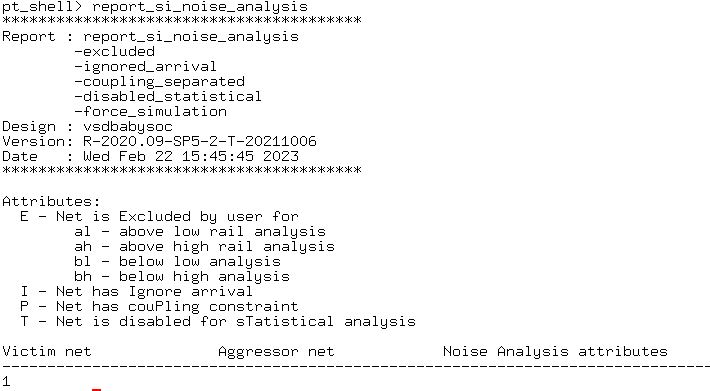 pt_shell> report_si_noise_analysis
****************************************
Report : report_si_noise_analysis
        -excluded
        -ignored_arrival
        -coupling_separated
        -disabled_statistical
        -force_simulation
Design : vsdbabysoc
Version: R-2020.09-SP5-2-T-20211006
Date   : Wed Feb 22 15:45:45 2023
****************************************

Attributes:
  E - Net is Excluded by user for
        al - above low rail analysis
        ah - above high rail analysis
        bl - below low analysis
        bh - below high analysis
  I - Net has Ignore arrival
  P - Net has couPling constraint
  T - Net is disabled for sTatistical analysis

Victim net              Aggressor net            Noise Analysis attributes
-------------------------------------------------------------------------------
1